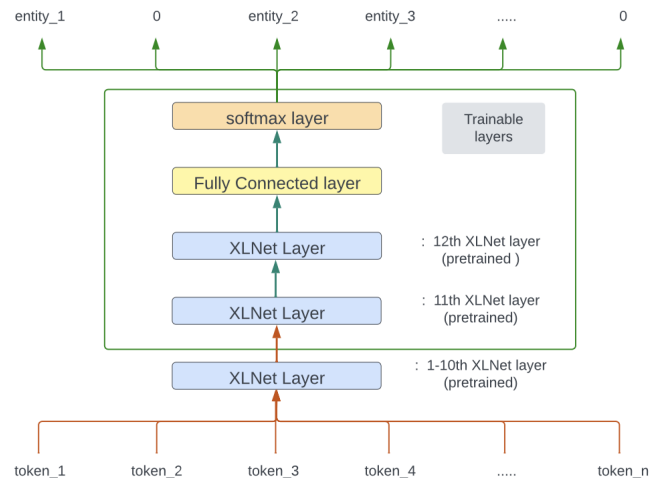 entity_1 0 entity_2 entity_3 ..... 0
softmax layer
Trainable
layers
Fully Connected layer
XLNet Layer
: 12th XLNet layer
(pretrained )
XLNet Layer
: 11th XLNet layer
(pretrained)
XLNet Layer
: 1-10th XLNet layer
(pretrained)
token_1 token_2 token_3 token_4 ..... token_n